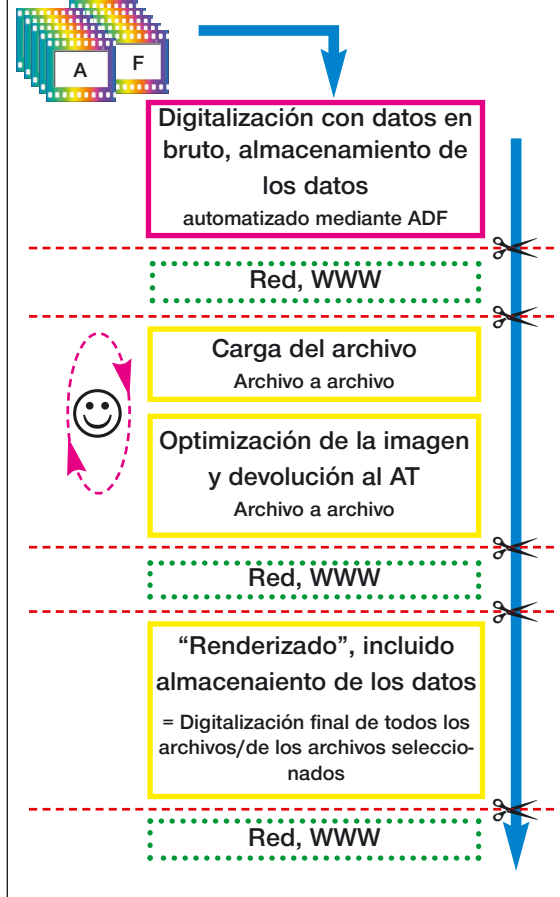 A F
Digitalización con datos en
bruto, almacenamiento de
los datos
automatizado mediante ADF
Red, WWW
Carga del archivo
Archivo a archivo
Optimización de la imagen
y devolución al AT
Archivo a archivo
Red, WWW
“Renderizado”, incluido
almacenaiento de los datos
= Digitalización final de todos los
archivos/de los archivos seleccio-
nados
Red, WWW